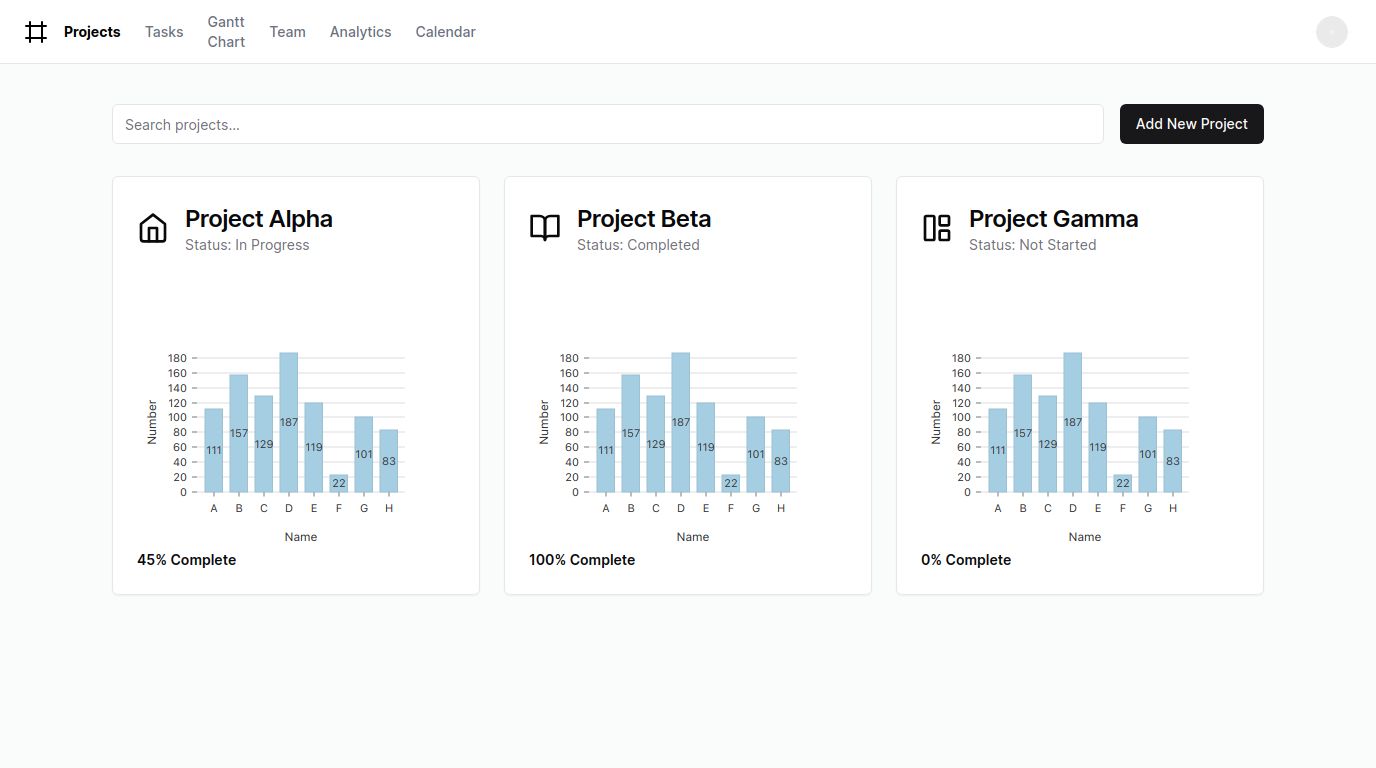 Projects
Tasks
Gantt
Chart
Team
Analytics
Calendar
Search projects...
Add New Project
Project Alpha
Status: In Progress
180
160
140
120
100
80
60
40
20
0
Number
111
157
129
187
119
22
101
83
A B C D E F G H
Name
45% Complete
Project Beta
Status: Completed
180
160
140
120
100
80
60
40
20
0
Number
111
157
129
187
119
22
101
83
A B C D E F G H
Name
100% Complete
Project Gamma
Status: Not Started
180
160
140
120
100
80
60
40
20
0
Number
111
157
129
187
119
22
101
83
A B C D E F G H
Name
0% Complete